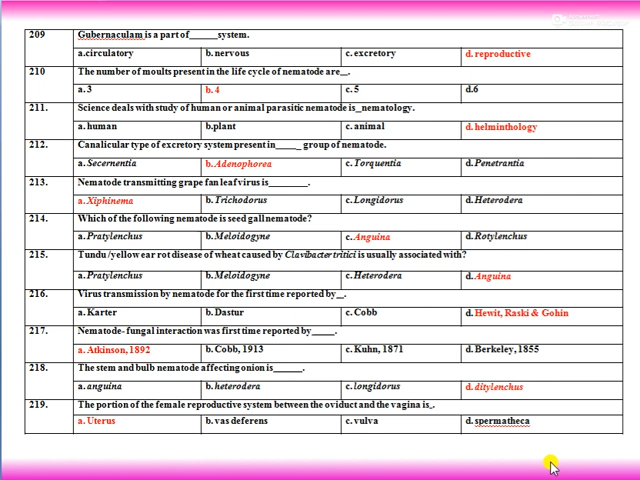 209 Gubernaculam is a part of______system.
a.circulatory b. nervous c. excretory d. reproductive
210 The number of moults present in the life cycle of nematode are_.
a. 3 b. 4 c. 5 d.6
211. Science deals with study of human or animal parasitic nematode is_nematology.
a. human b.plant c. animal d. helminthology
212. Canalicular type of excretory system present in_____ group of nematode.
a. Secernentia b. Adenophorea c. Torquentia d. Penetrantia
213. Nematode transmitting grape fan leaf virus is________.
a. Xiphinema b. Trichodorus c. Longidorus d. Heterodera
214. Which of the following nematode is seed gall nematode?
a. Pratylenchus b. Meloidogyne c. Anguina d. Rotylenchus
215. Tundu /yellow ear rot disease of wheat caused by Clavibacter tritici is usually associated with?
a. Pratylenchus b. Meloidogyne c. Heterodera d. Anguina
216. Virus transmission by nematode for the first time reported by_.
a. Karter b. Dastur c. Cobb d. Hewit, Raski & Gohin
217. Nematode- fungal interaction was first time reported by_____.
a. Atkinson, 1892 b. Cobb, 1913 c. Kuhn, 1871 d. Berkeley, 1855
218. The stem and bulb nematode affecting onion is______.
a. anguina b. heterodera c. longidorus d. ditylenchus
219. The portion of the female reproductive system between the oviduct and the vagina is_.
a. Uterus b. vas deferens c. vulva d. spermatheca